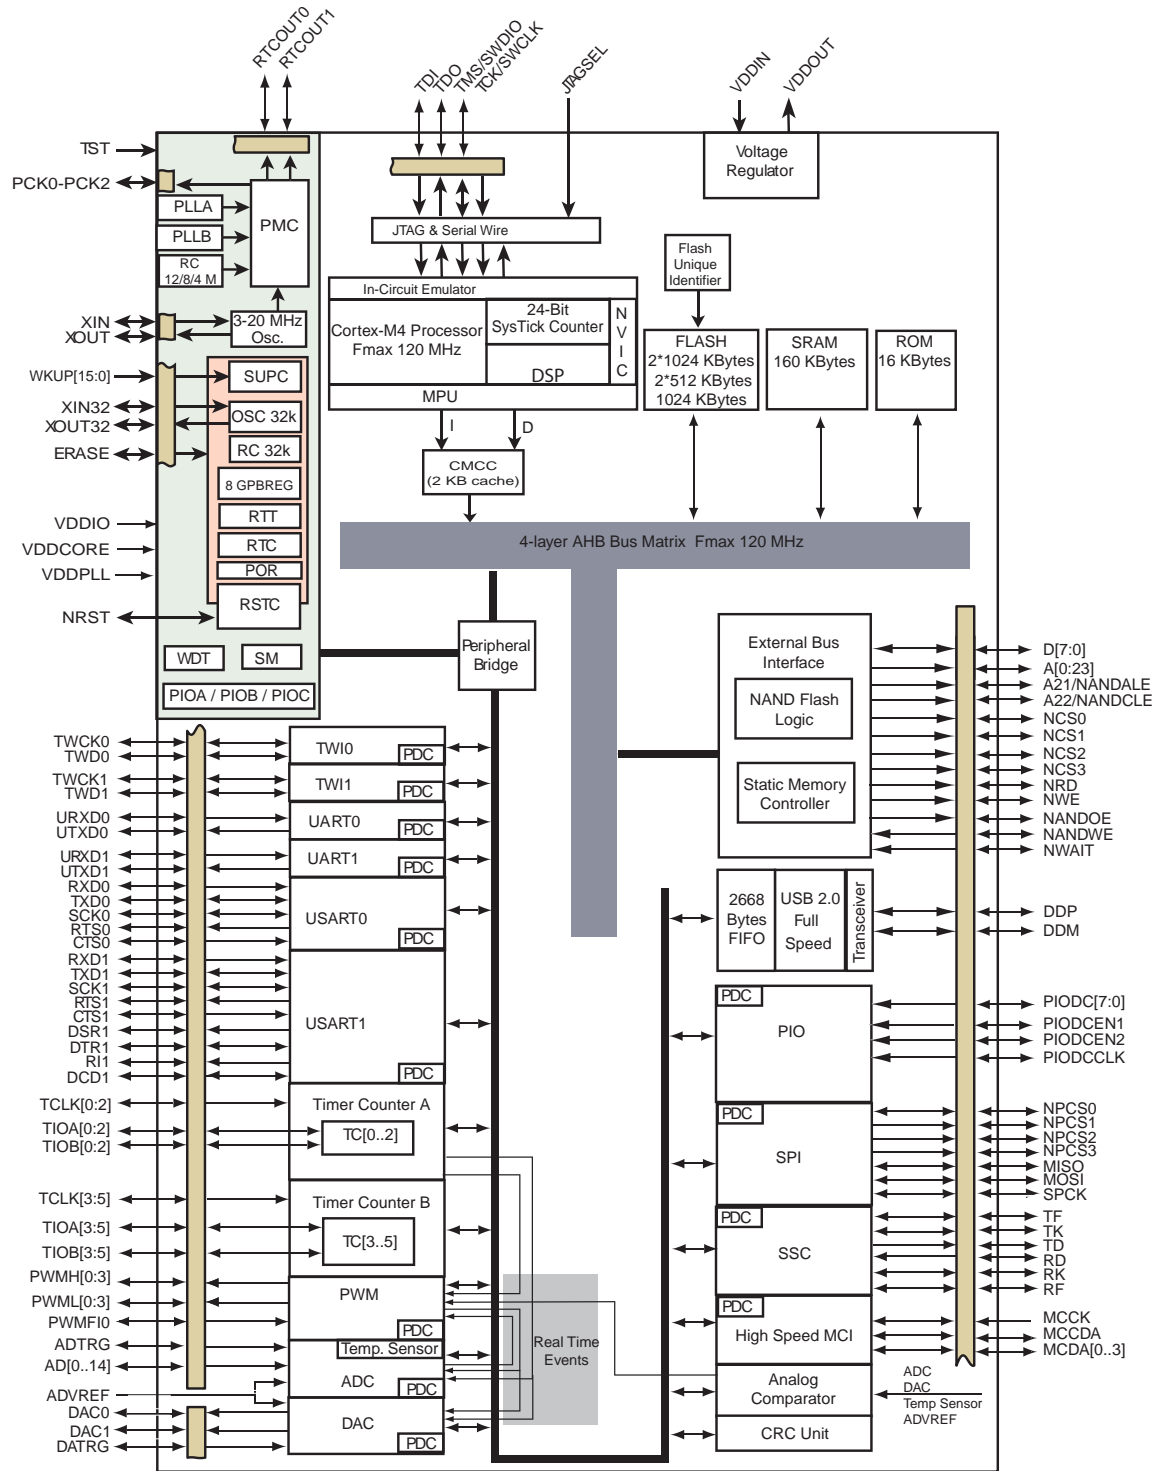 RTCOUT0
RTCOUT1
TDI
TDO
TMS/SWDIO
TCK/SWCLK
JTAGSEL
VDDIN
VDDOUT
TST
PCK0-PCK2
PLLA
PLLB
RC
12/8/4 M
PMC
XIN
XOUT
3-20 MHz
Osc.
WKUP[15:0]
XIN32
XOUT32
ERASE
SUPC
OSC 32k
RC 32k
8 GPBREG
RTT
RTC
POR
RSTC
VDDIO
VDDCORE
VDDPLL
NRST
WDT
SM
PIOA / PIOB / PIOC
Voltage
Regulator
JTAG & Serial Wire
In-Circuit Emulator
Cortex-M4 Processor
Fmax 120 MHz
24-Bit
SysTick Counter
DSP
N
V
I
C
MPU
I
D
CMCC
(2 KB cache)
Flash
Unique
Identifier
FLASH
2*1024 KBytes
2*512 KBytes
1024 KBytes
SRAM
160 KBytes
ROM
16 KBytes
4-layer AHB Bus Matrix Fmax 120 MHz
Peripheral
Bridge
External Bus
Interface
NAND Flash
Logic
Static Memory
Controller
D[7:0]
A[0:23]
A21/NANDALE
A22/NANDCLE
NCS0
NCS1
NCS2
NCS3
NRD
NWE
NANDOE
NANDWE
NWAIT
2668
Bytes
FIFO
USB 2.0
Full
Speed
Transceiver
DDP
DDM
PDC
PIO
PIODC[7:0]
PIODCEN1
PIODCEN2
PIODCCLK
PDC
SPI
NPCS0
NPCS1
NPCS2
NPCS3
MISO
MOSI
SPCK
PDC
SSC
TF
TK
TD
RD
RK
RF
PDC
High Speed MCI
MCCK
MCCDA
MCDA[0..3]
Analog
Comparator
ADC
DAC
Temp Sensor
ADVREF
CRC Unit
TWCK0
TWD0
TWI0
PDC
TWCK1
TWD1
TWI1
PDC
URXD0
UTXD0
UART0
PDC
URXD1
UTXD1
UART1
PDC
RXD0
TXD0
SCK0
RTS0
CTS0
USART0
PDC
RXD1
TXD1
SCK1
RTS1
CTS1
DSR1
DTR1
RI1
DCD1
USART1
PDC
TCLK[0:2]
TIOA[0:2]
TIOB[0:2]
Timer Counter A
TC[0..2]
TCLK[3:5]
TIOA[3:5]
TIOB[3:5]
Timer Counter B
TC[3..5]
PWMH[0:3]
PWML[0:3]
PWMFI0
PWM
PDC
ADTRG
AD[0..14]
Temp. Sensor
ADC
PDC
ADVREF
DAC0
DAC1
DATRG
DAC
PDC
Real Time
Events